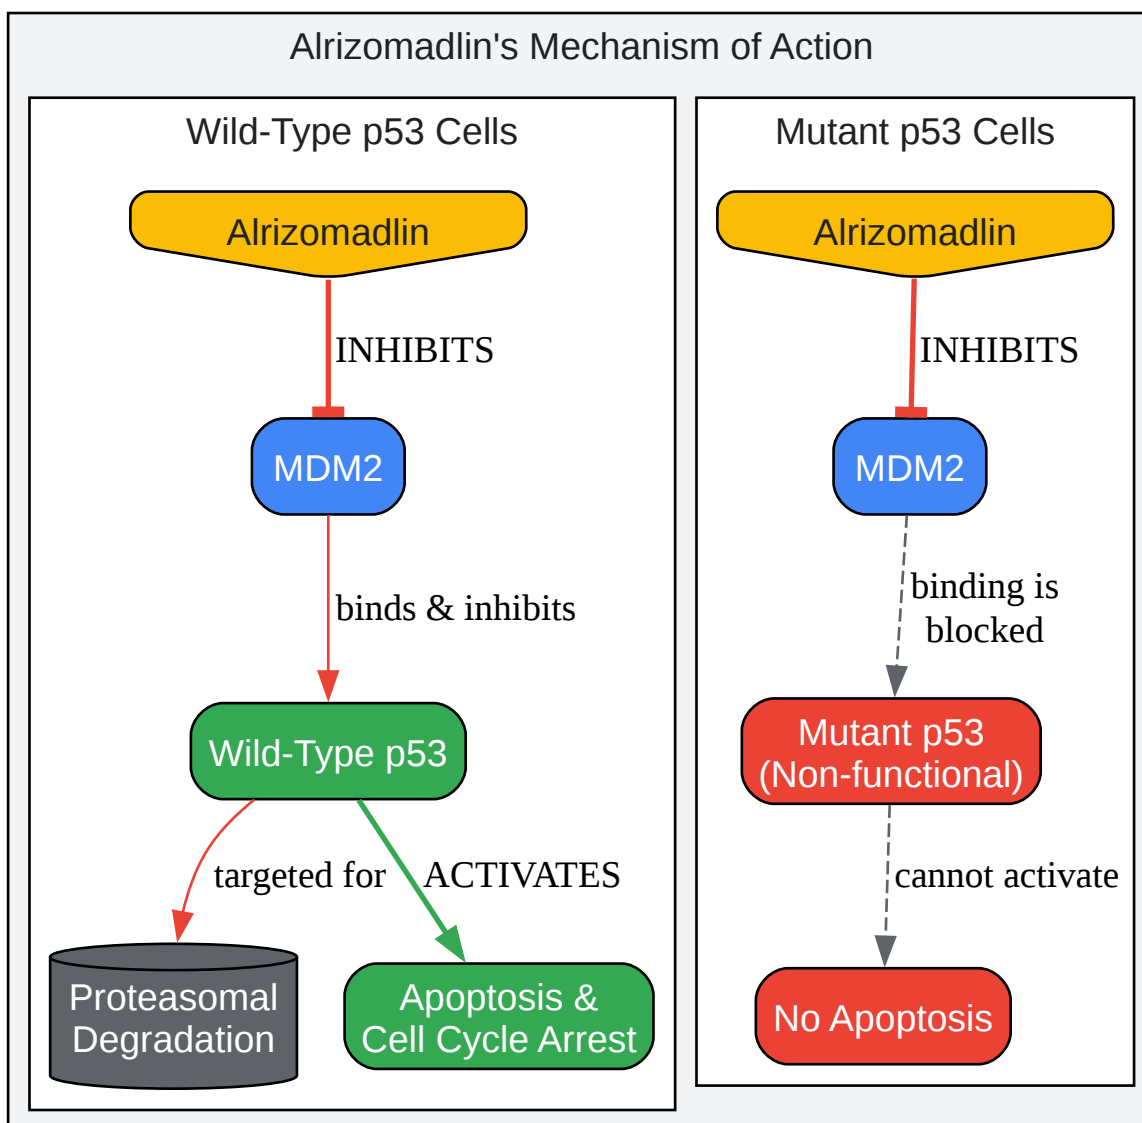 Alrizomadlin's Mechanism of Action
Wild-Type p53 Cells
Alrizomadlin
INHIBITS
MDM2
binds & inhibits
Wild-Type p53
targeted for
ACTIVATES
Proteasomal
Degradation
Apoptosis &
Cell Cycle Arrest
Mutant p53 Cells
Alrizomadlin
INHIBITS
MDM2
binding is
blocked
Mutant p53
(Non-functional)
cannot activate
No Apoptosis